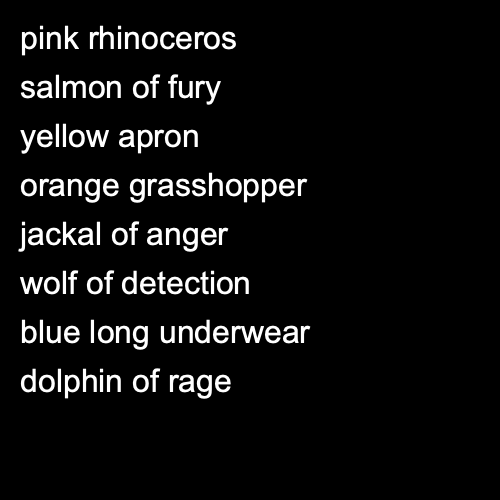 pink rhinoceros
salmon of fury
yellow apron
orange grasshopper
jackal of anger
wolf of detection
blue long underwear
dolphin of rage